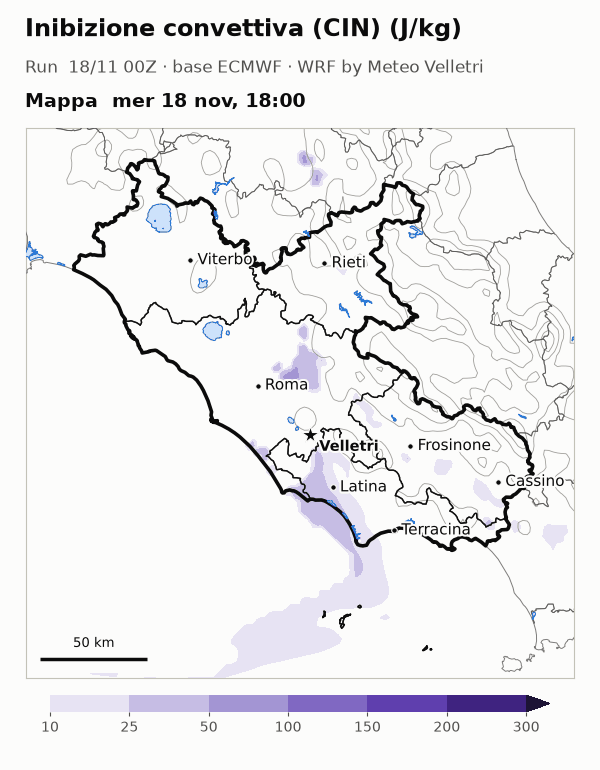 Inibizione convettiva (CIN) (J/kg)
Run 18/11 00Z · base ECMWF · WRF by Meteo Velletri
Mappa mer 18 nov, 18:00
Viterbo
Rieti
Roma
Velletri
Frosinone
Latina
Cassino
Terracina
50 km
10 25 50 100 150 200 300